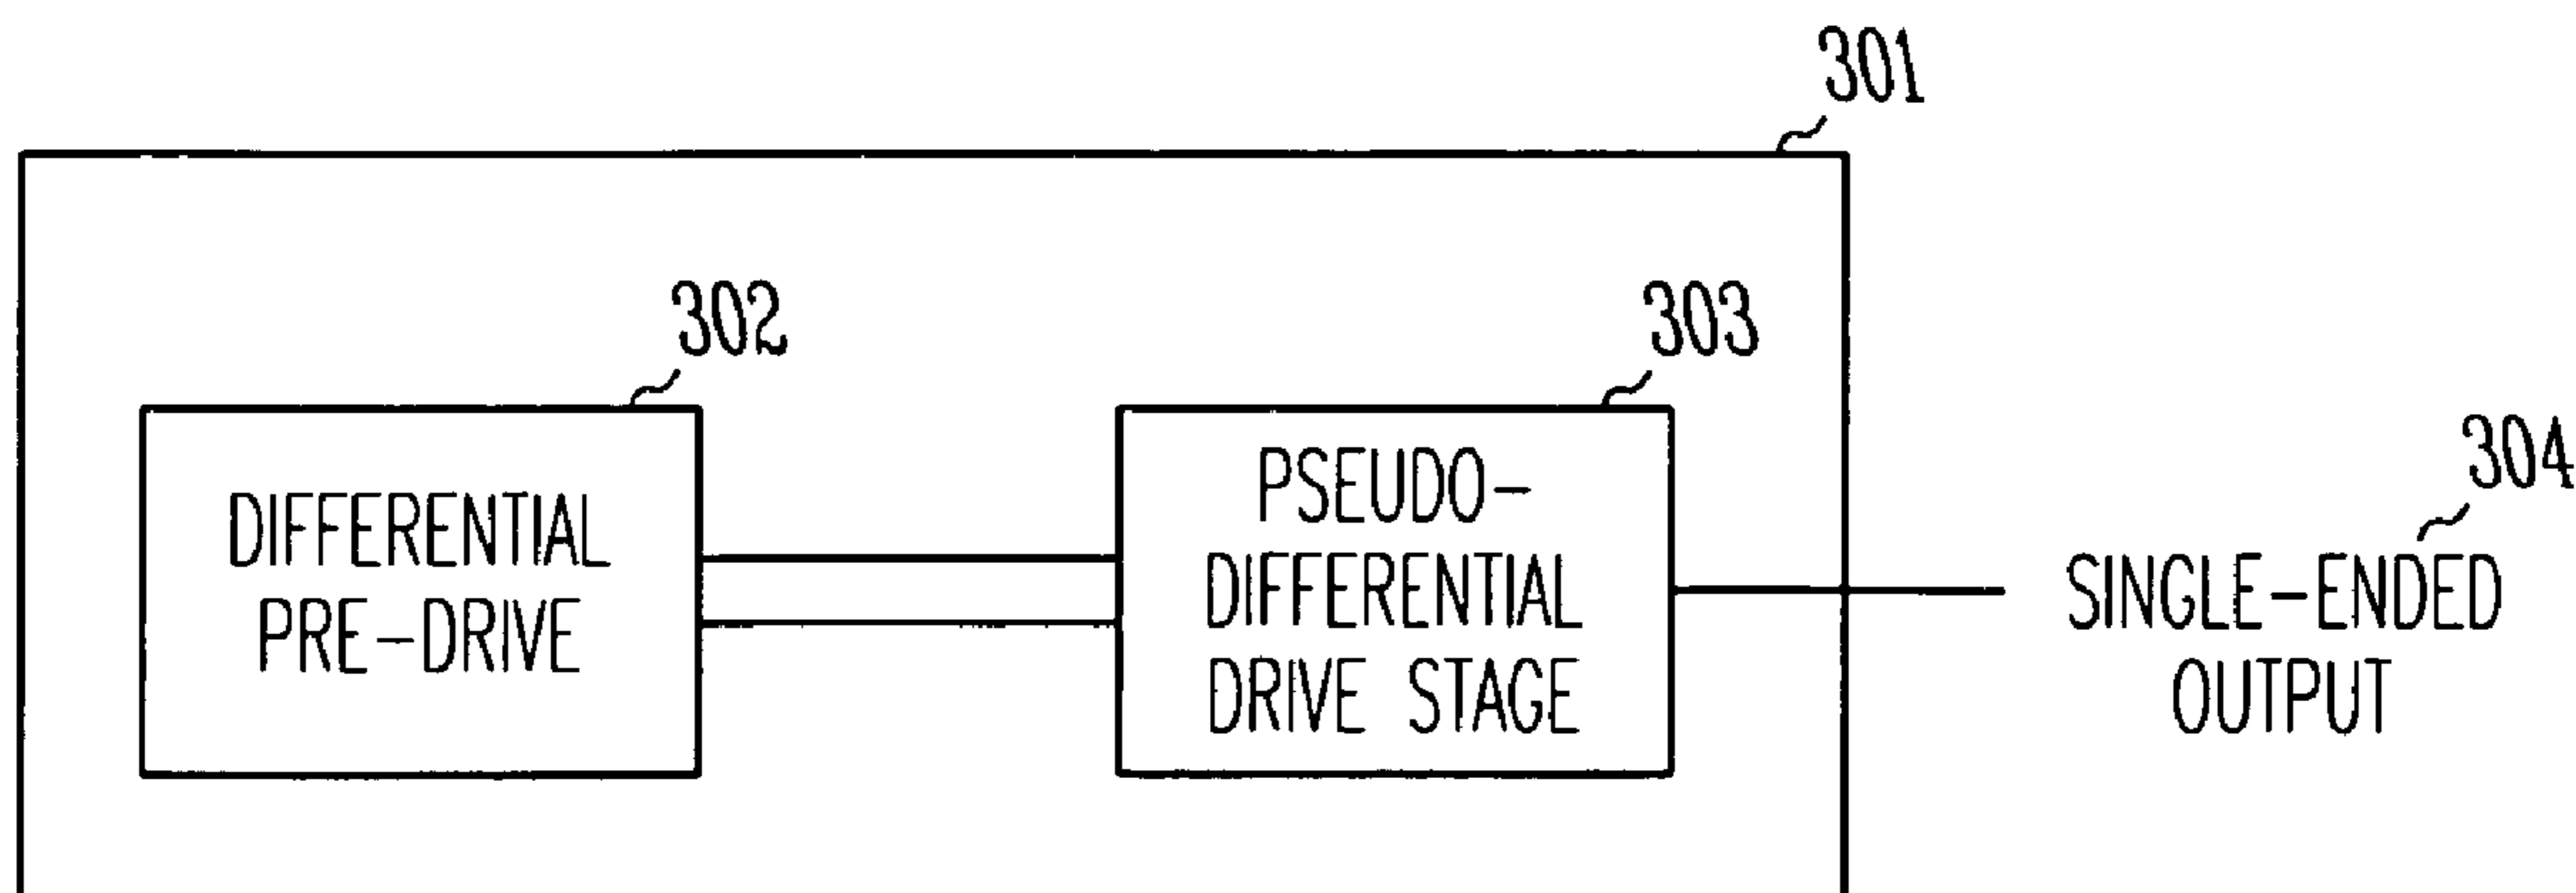 301
302
303
304
DIFFERENTIAL
PRE-DRIVE
PSEUDO-
DIFFERENTIAL
DRIVE STAGE
SINGLE-ENDED
OUTPUT